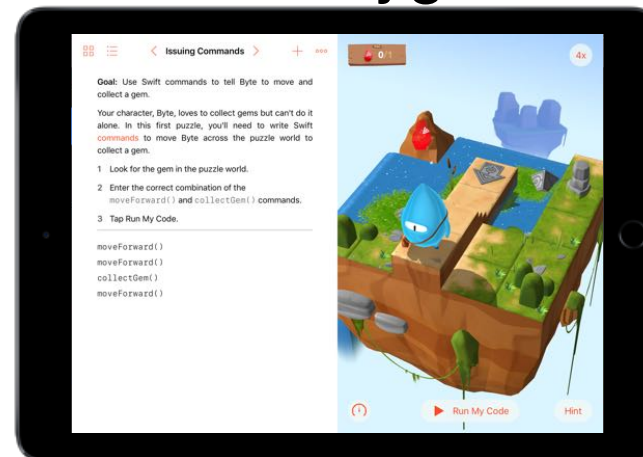 Issuing Commands
0/1
4x
Goal: Use Swift commands to tell Byte to move and
collect a gem.
Your character, Byte, loves to collect gems but can't do it
alone. In this first puzzle, you'll need to write Swift
commands to move Byte across the puzzle world to
collect a gem.
1 Look for the gem in the puzzle world.
2 Enter the correct combination of the
moveForward() and collectGem() commands.
3 Tap Run My Code.
moveForward()
moveForward()
collectGem()
moveForward()
Run My Code
Hint